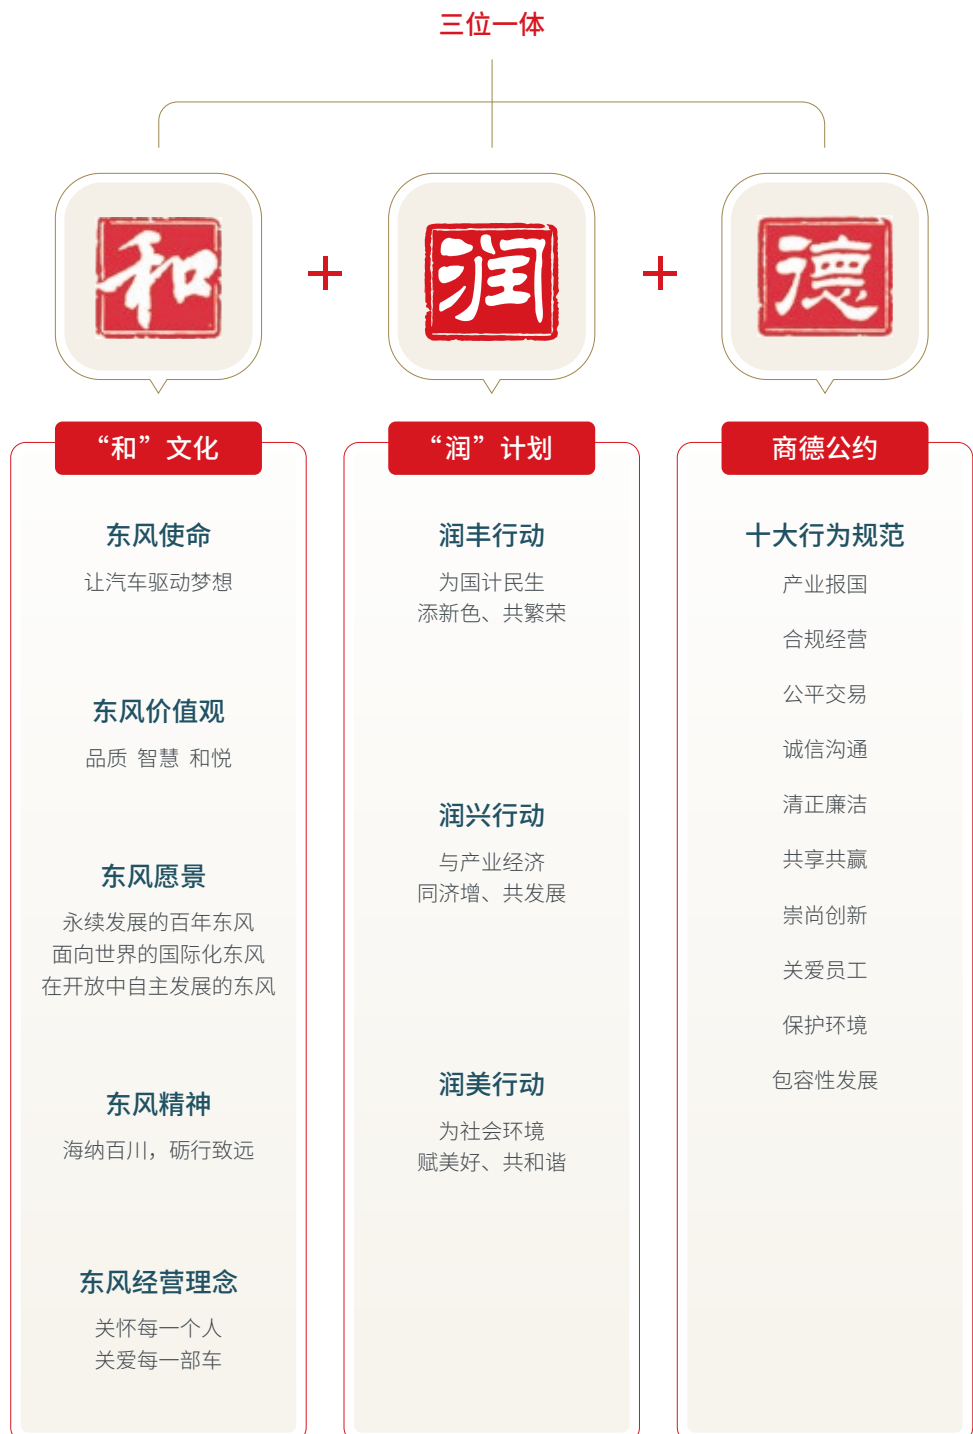 三位一体
和
润
德
“和”文化
东风使命
让汽车驱动梦想
东风价值观
品质 智慧 和悦
东风愿景
永续发展的百年东风
面向世界的国际化东风
在开放中自主发展的东风
东风精神
海纳百川，砺行致远
东风经营理念
关怀每一个人
关爱每一部车
“润”计划
润丰行动
为国计民生
添新色、共繁荣
润兴行动
与产业经济
同济增、共发展
润美行动
为社会环境
赋美好、共和谐
商德公约
十大行为规范
产业报国
合规经营
公平交易
诚信沟通
清正廉洁
共享共赢
崇尚创新
关爱员工
保护环境
包容性发展